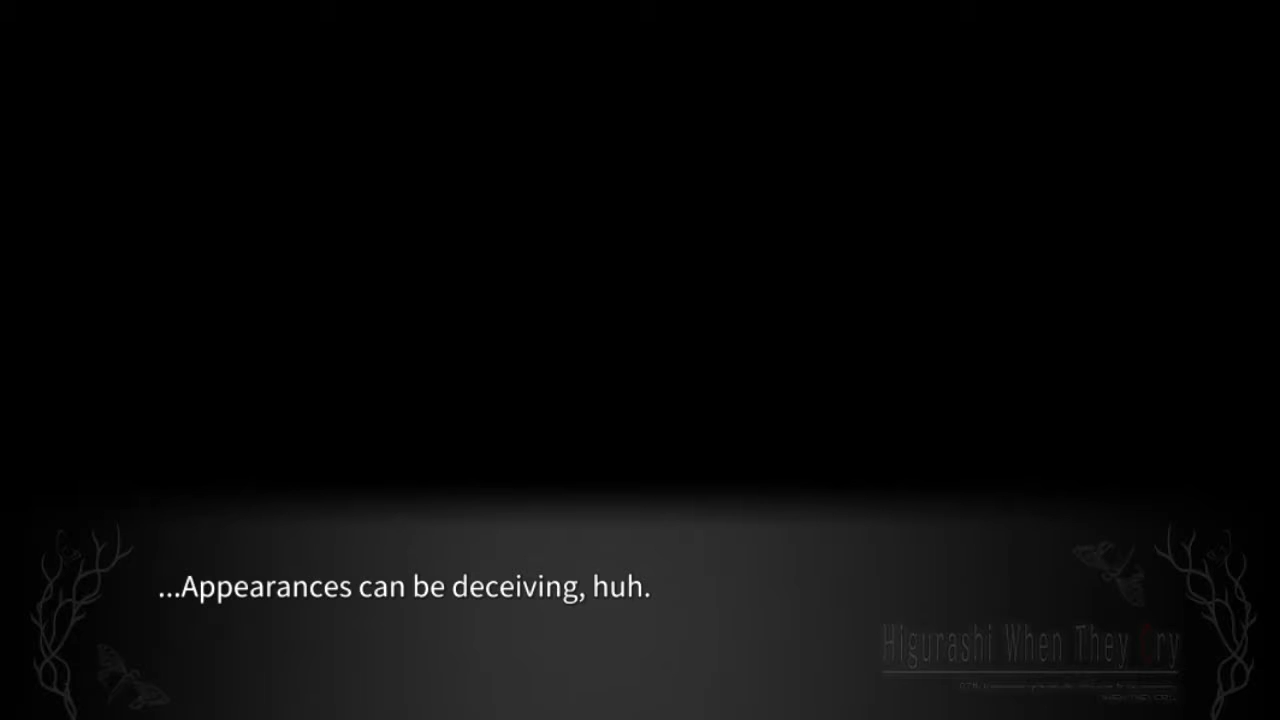 ...Appearances can be deceiving, huh.
Higurashi When They Cry